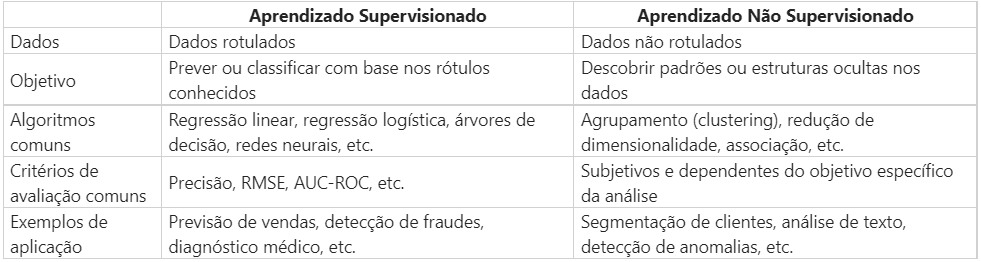 Aprendizado Supervisionado Aprendizado Não Supervisionado
Dados Dados rotulados Dados não rotulados
Objetivo Prever ou classificar com base nos rótulos conhecidos Descobrir padrões ou estruturas ocultas nos dados
Algoritmos comuns Regressão linear, regressão logística, árvores de decisão, redes neurais, etc. Agrupamento (clustering), redução de dimensionalidade, associação, etc.
Critérios de avaliação comuns Precisão, RMSE, AUC-ROC, etc. Subjetivos e dependentes do objetivo específico da análise
Exemplos de aplicação Previsão de vendas, detecção de fraudes, diagnóstico médico, etc. Segmentação de clientes, análise de texto, detecção de anomalias, etc.